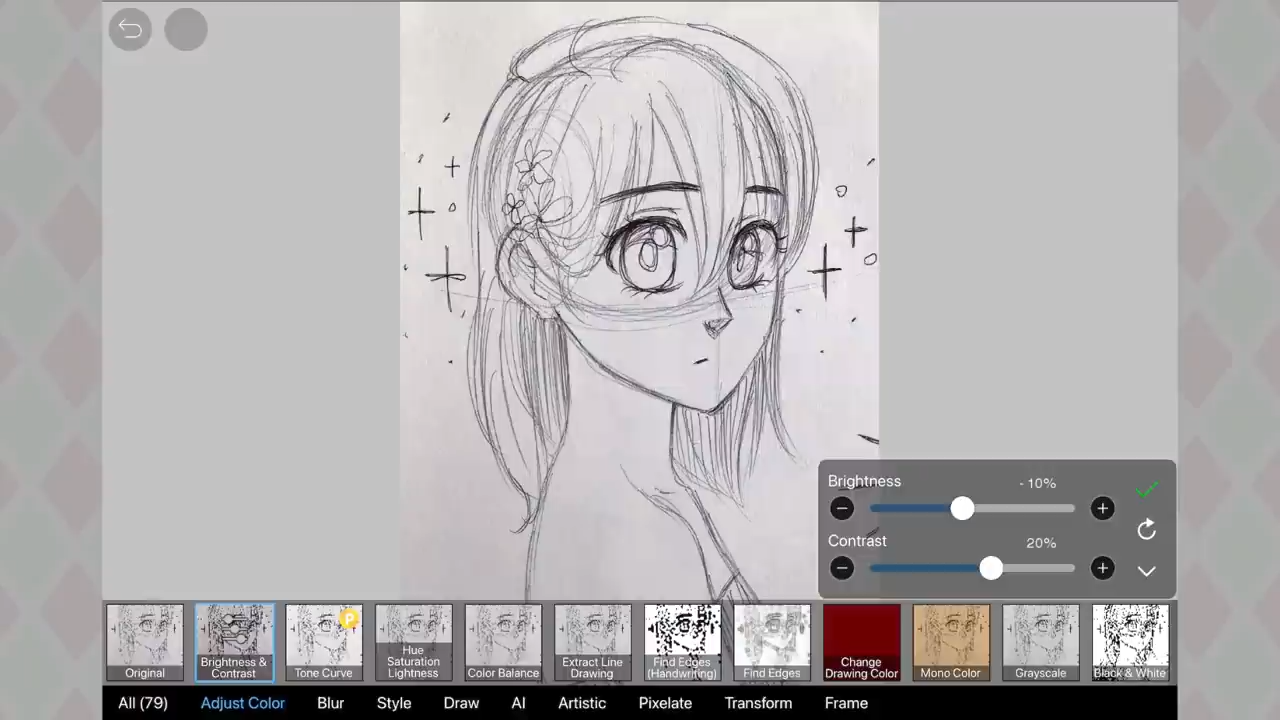 Brightness
- 10%
Contrast
20%
Original
Brightness &
Contrast
P
Tone Curve
Hue
Saturation
Lightness
Color Balance
Extract Line
Drawing
Find Edges
(Handwriting)
Find Edges
Change
Drawing Color
Mono Color
Grayscale
Black & White
All (79)
Adjust Color
Blur
Style
Draw
AI
Artistic
Pixelate
Transform
Frame